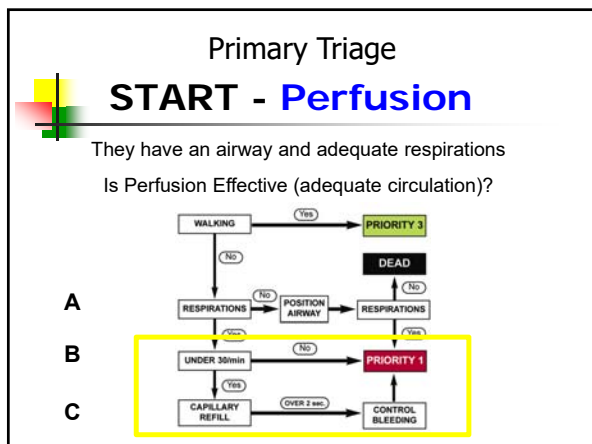 Primary Triage
START - Perfusion
They have an airway and adequate respirations
Is Perfusion Effective (adequate circulation)?
WALKING
Yes
PRIORITY 3
No
DEAD
No
A
RESPIRATIONS
No
POSITION
AIRWAY
RESPIRATIONS
Yes
Yes
B
UNDER 30/min
No
PRIORITY 1
Yes
C
CAPILLARY
REFILL
OVER 2 sec.
CONTROL
BLEEDING